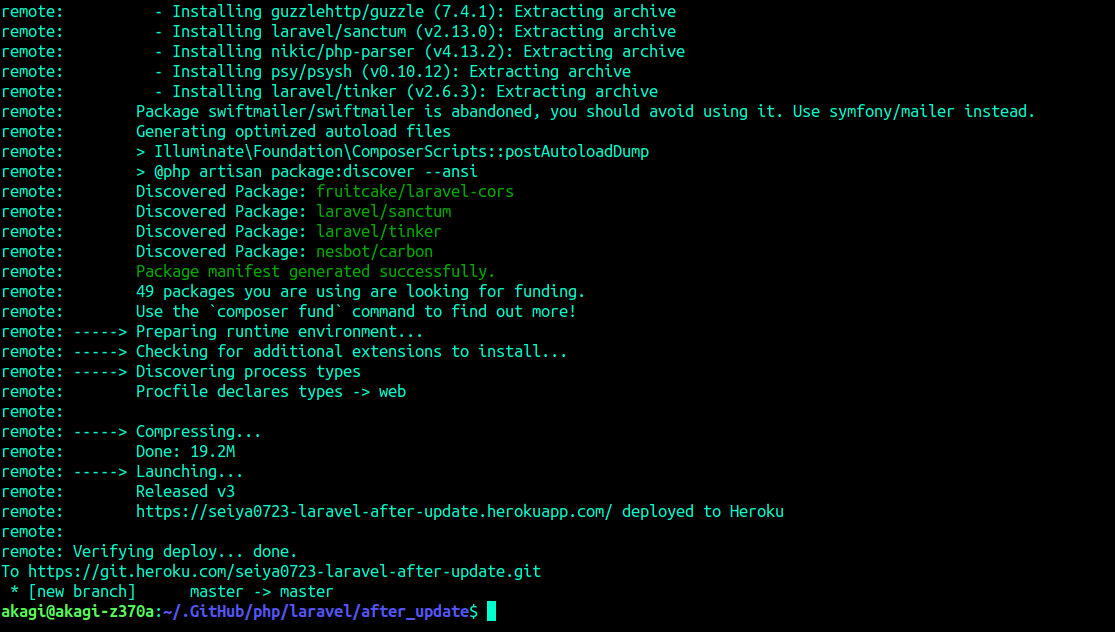 remote:          - Installing guzzlehttp/guzzle (7.4.1): Extracting archive
remote:          - Installing laravel/sanctum (v2.13.0): Extracting archive
remote:          - Installing nikic/php-parser (v4.13.2): Extracting archive
remote:          - Installing psy/psysh (v0.10.12): Extracting archive
remote:          - Installing laravel/tinker (v2.6.3): Extracting archive
remote:        Package swiftmailer/swiftmailer is abandoned, you should avoid using it. Use symfony/mailer instead.
remote:        Generating optimized autoload files
remote:        > Illuminate\Foundation\ComposerScripts::postAutoloadDump
remote:        > @php artisan package:discover --ansi
remote:        Discovered Package: fruitcake/laravel-cors
remote:        Discovered Package: laravel/sanctum
remote:        Discovered Package: laravel/tinker
remote:        Discovered Package: nesbot/carbon
remote:        Package manifest generated successfully.
remote:        49 packages you are using are looking for funding.
remote:        Use the `composer fund` command to find out more!
remote: -----> Preparing runtime environment...
remote: -----> Checking for additional extensions to install...
remote: -----> Discovering process types
remote:        Procfile declares types -> web
remote:
remote: -----> Compressing...
remote:        Done: 19.2M
remote: -----> Launching...
remote:        Released v3
remote:        https://seiya0723-laravel-after-update.herokuapp.com/ deployed to Heroku
remote:
remote: Verifying deploy... done.
To https://git.heroku.com/seiya0723-laravel-after-update.git
 * [new branch]      master -> master
akagi@akagi-z370a:~/.GitHub/php/laravel/after_update$